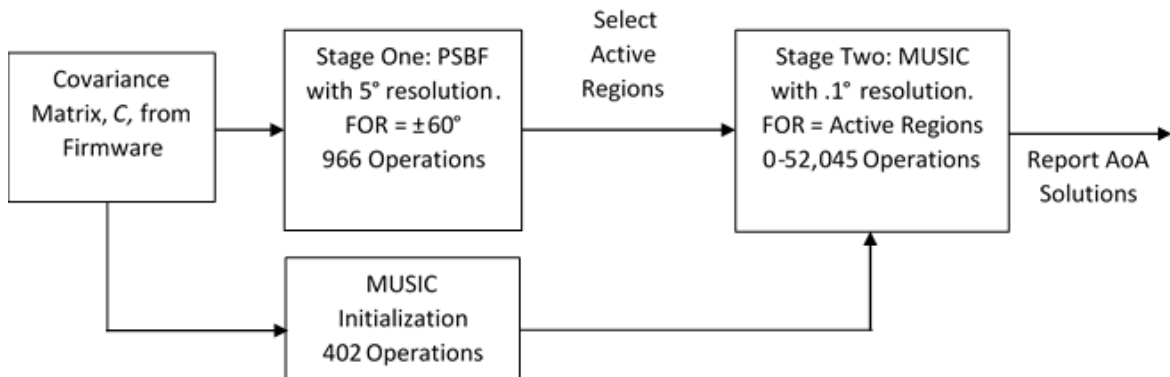 Covariance
Matrix, C, from
Firmware
Stage One: PSBF
with 5° resolution.
FOR = ±60°
966 Operations
Select
Active
Regions
Stage Two: MUSIC
with .1° resolution.
FOR = Active Regions
0-52,045 Operations
Report AoA
Solutions
MUSIC
Initialization
402 Operations